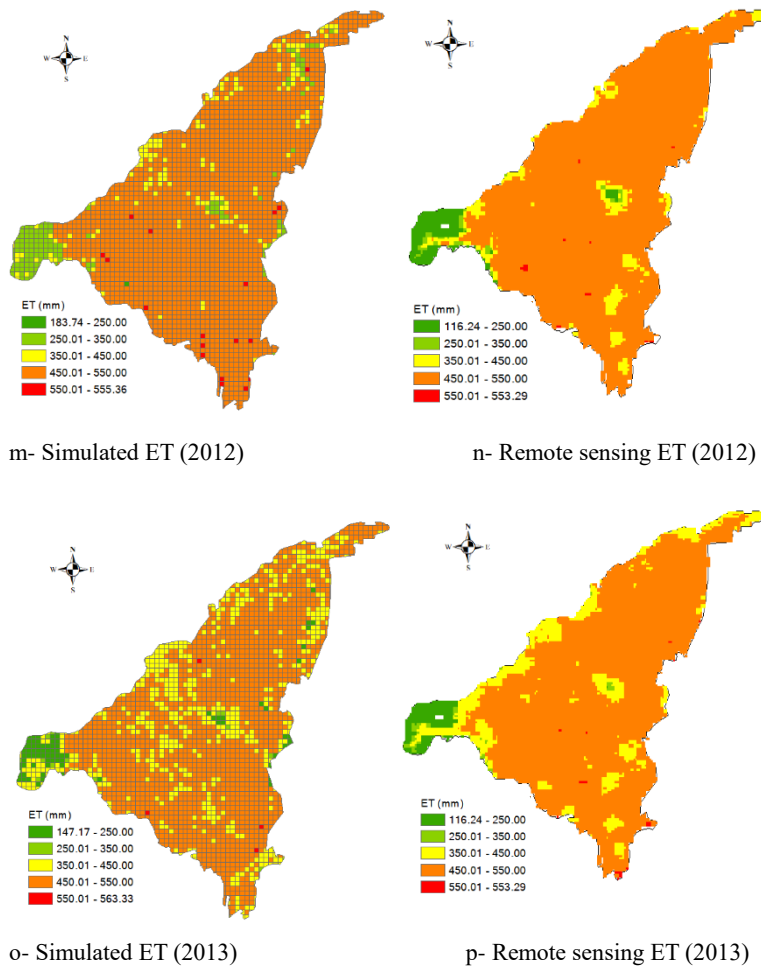 N
W E
S
N
W E
S
ET (mm)
183.74 - 250.00
250.01 - 350.00
350.01 - 450.00
450.01 - 550.00
550.01 - 555.36
ET (mm)
116.24 - 250.00
250.01 - 350.00
350.01 - 450.00
450.01 - 550.00
550.01 - 553.29
m- Simulated ET (2012)
n- Remote sensing ET (2012)
N
W E
S
N
W E
S
ET (mm)
147.17 - 250.00
250.01 - 350.00
350.01 - 450.00
450.01 - 550.00
550.01 - 563.33
ET (mm)
116.24 - 250.00
250.01 - 350.00
350.01 - 450.00
450.01 - 550.00
550.01 - 553.29
o- Simulated ET (2013)
p- Remote sensing ET (2013)